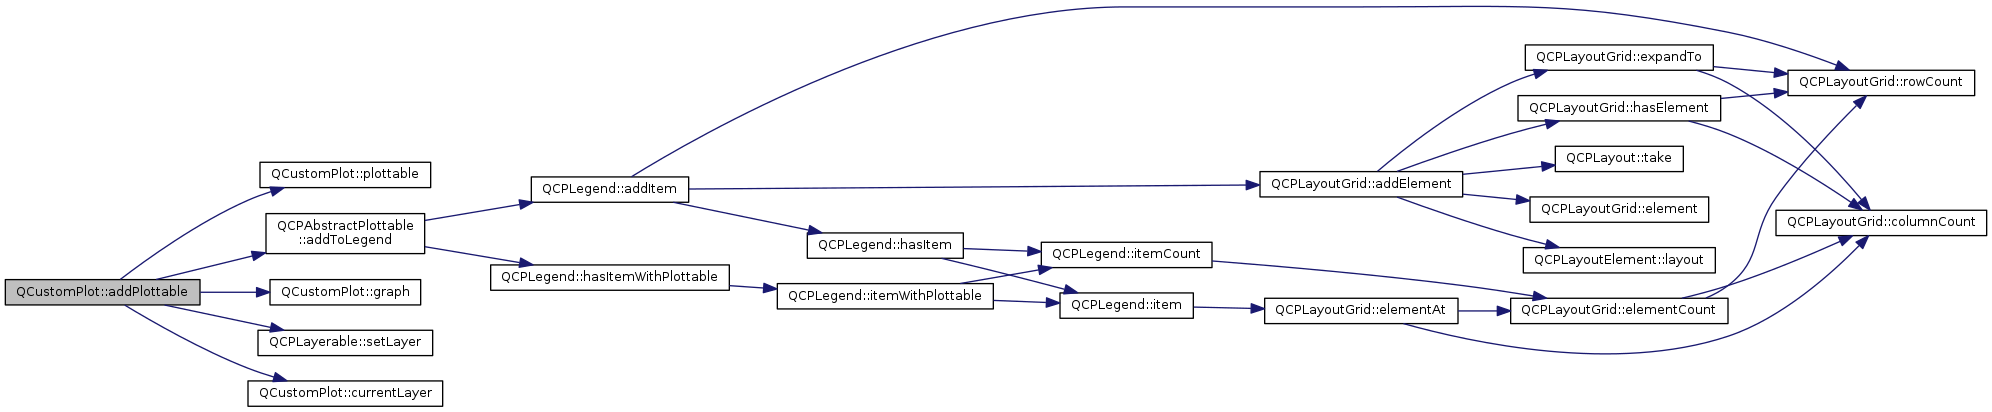 QCustomPlot::addPlottable
QCustomPlot::plottable
QCPAbstractPlottable
::addToLegend
QCustomPlot::graph
QCPLayerable::setLayer
QCustomPlot::currentLayer
QCPLegend::addItem
QCPLegend::hasItemWithPlottable
QCPLegend::hasItem
QCPLegend::itemWithPlottable
QCPLegend::itemCount
QCPLegend::item
QCPLayoutGrid::addElement
QCPLayoutGrid::elementAt
QCPLayoutGrid::expandTo
QCPLayoutGrid::hasElement
QCPLayout::take
QCPLayoutGrid::element
QCPLayoutElement::layout
QCPLayoutGrid::elementCount
QCPLayoutGrid::rowCount
QCPLayoutGrid::columnCount